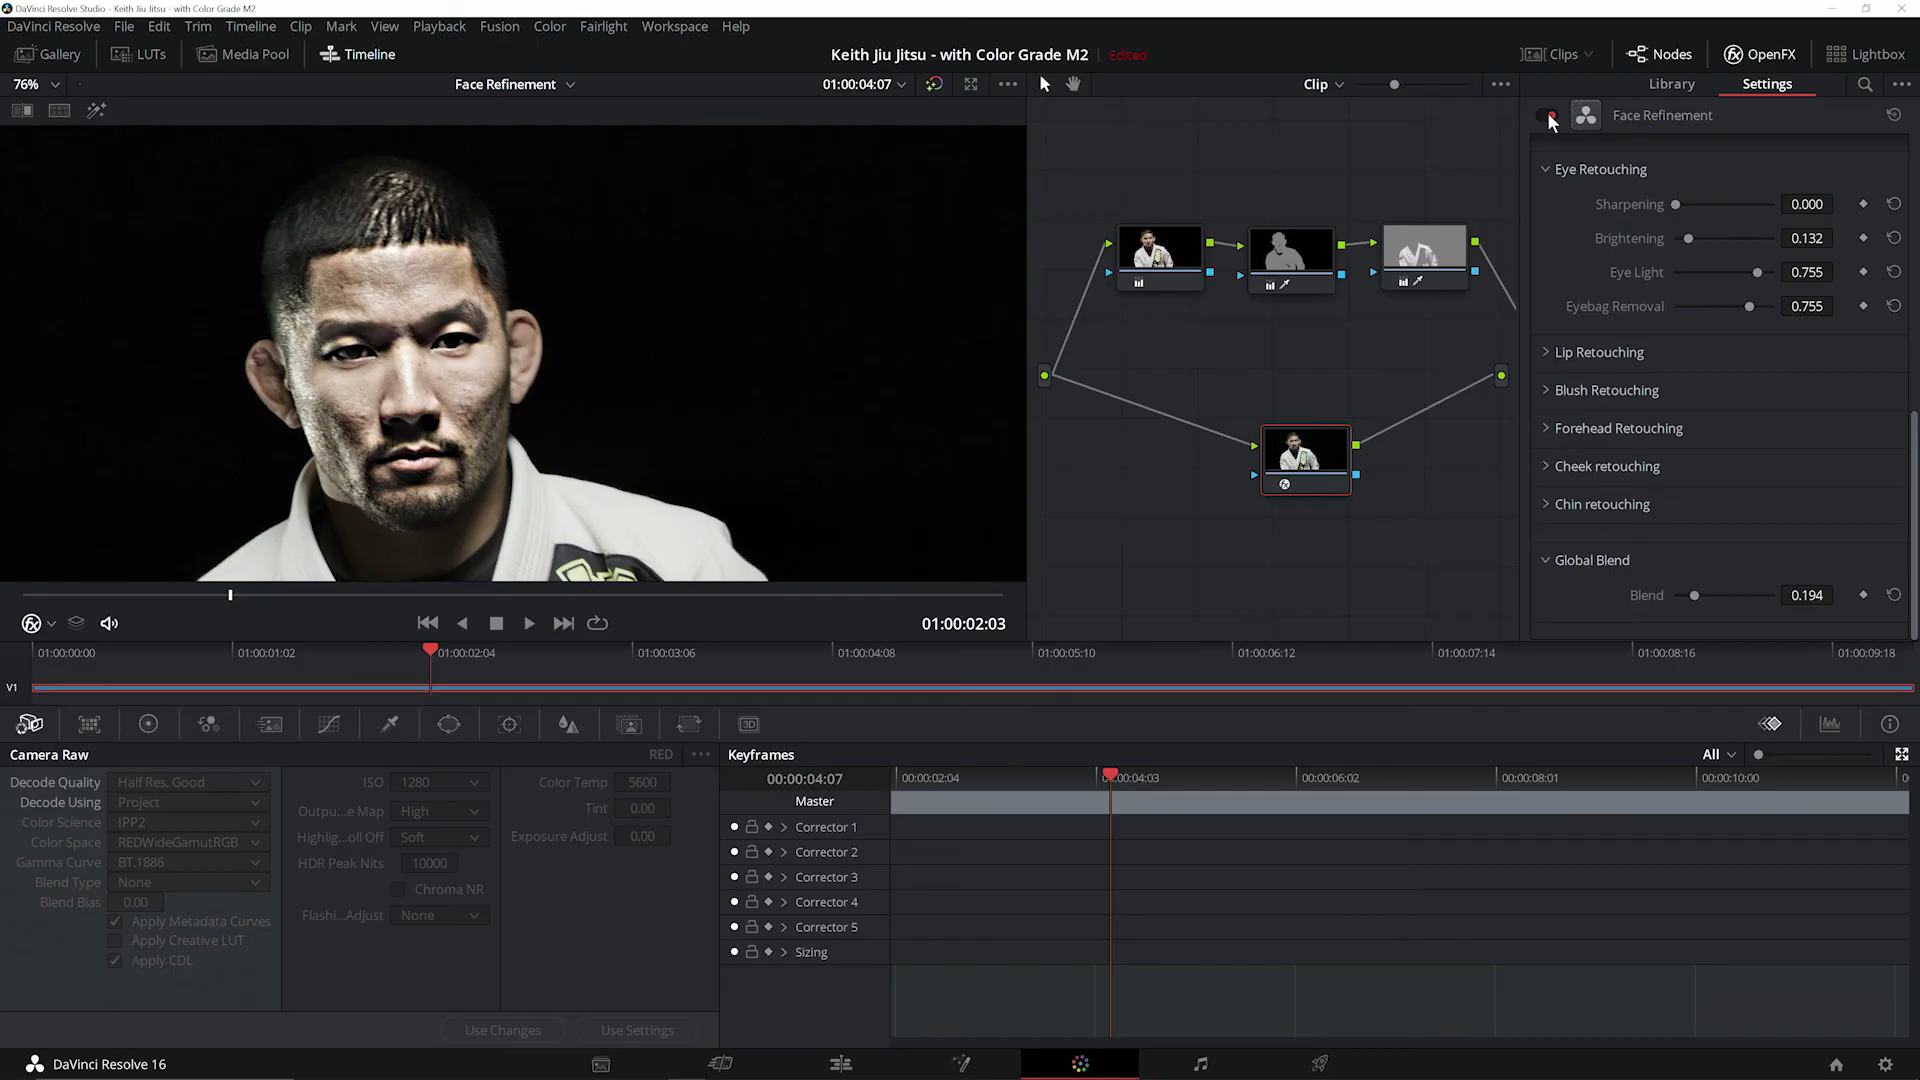 DaVinci Resolve Studio - Keith Jiu Jitsu - with Color Grade M2
DaVinci Resolve File Edit Trim Timeline Clip Mark View Playback Fusion Color Fairlight Workspace Help
Gallery LUTs Media Pool Timeline Keith Jiu Jitsu - with Color Grade M2 Edited Clips Nodes OpenFX Lightbox
76% Face Refinement 01:00:04:07 Clip Library Settings
Face Refinement
Eye Retouching
Sharpening 0.000
Brightening 0.132
Eye Light 0.755
Eyebag Removal 0.755
Lip Retouching
Blush Retouching
Forehead Retouching
Cheek retouching
Chin retouching
Global Blend
Blend 0.194
01:00:02:03
01:00:00:00 01:00:01:02 01:00:02:04 01:00:03:06 01:00:04:08 01:00:05:10 01:00:06:12 01:00:07:14 01:00:08:16 01:00:09:18
V1
Camera Raw RED
Decode Quality Half Res. Good
Decode Using Project
Color Science IPP2
Color Space REDWideGamutRGB
Gamma Curve BT.1886
Blend Type None
Blend Bias 0.00
Apply Metadata Curves
Apply Creative LUT
Apply CDL
ISO 1280
Outpu...e Map High
Highlig...oll Off Soft
HDR Peak Nits 10000
Chroma NR
Flashi...Adjust None
Color Temp 5600
Tint 0.00
Exposure Adjust 0.00
Use Changes Use Settings
Keyframes All
00:00:04:07 00:00:02:04 00:00:04:03 00:00:06:02 00:00:08:01 00:00:10:00
Master
Corrector 1
Corrector 2
Corrector 3
Corrector 4
Corrector 5
Sizing
DaVinci Resolve 16